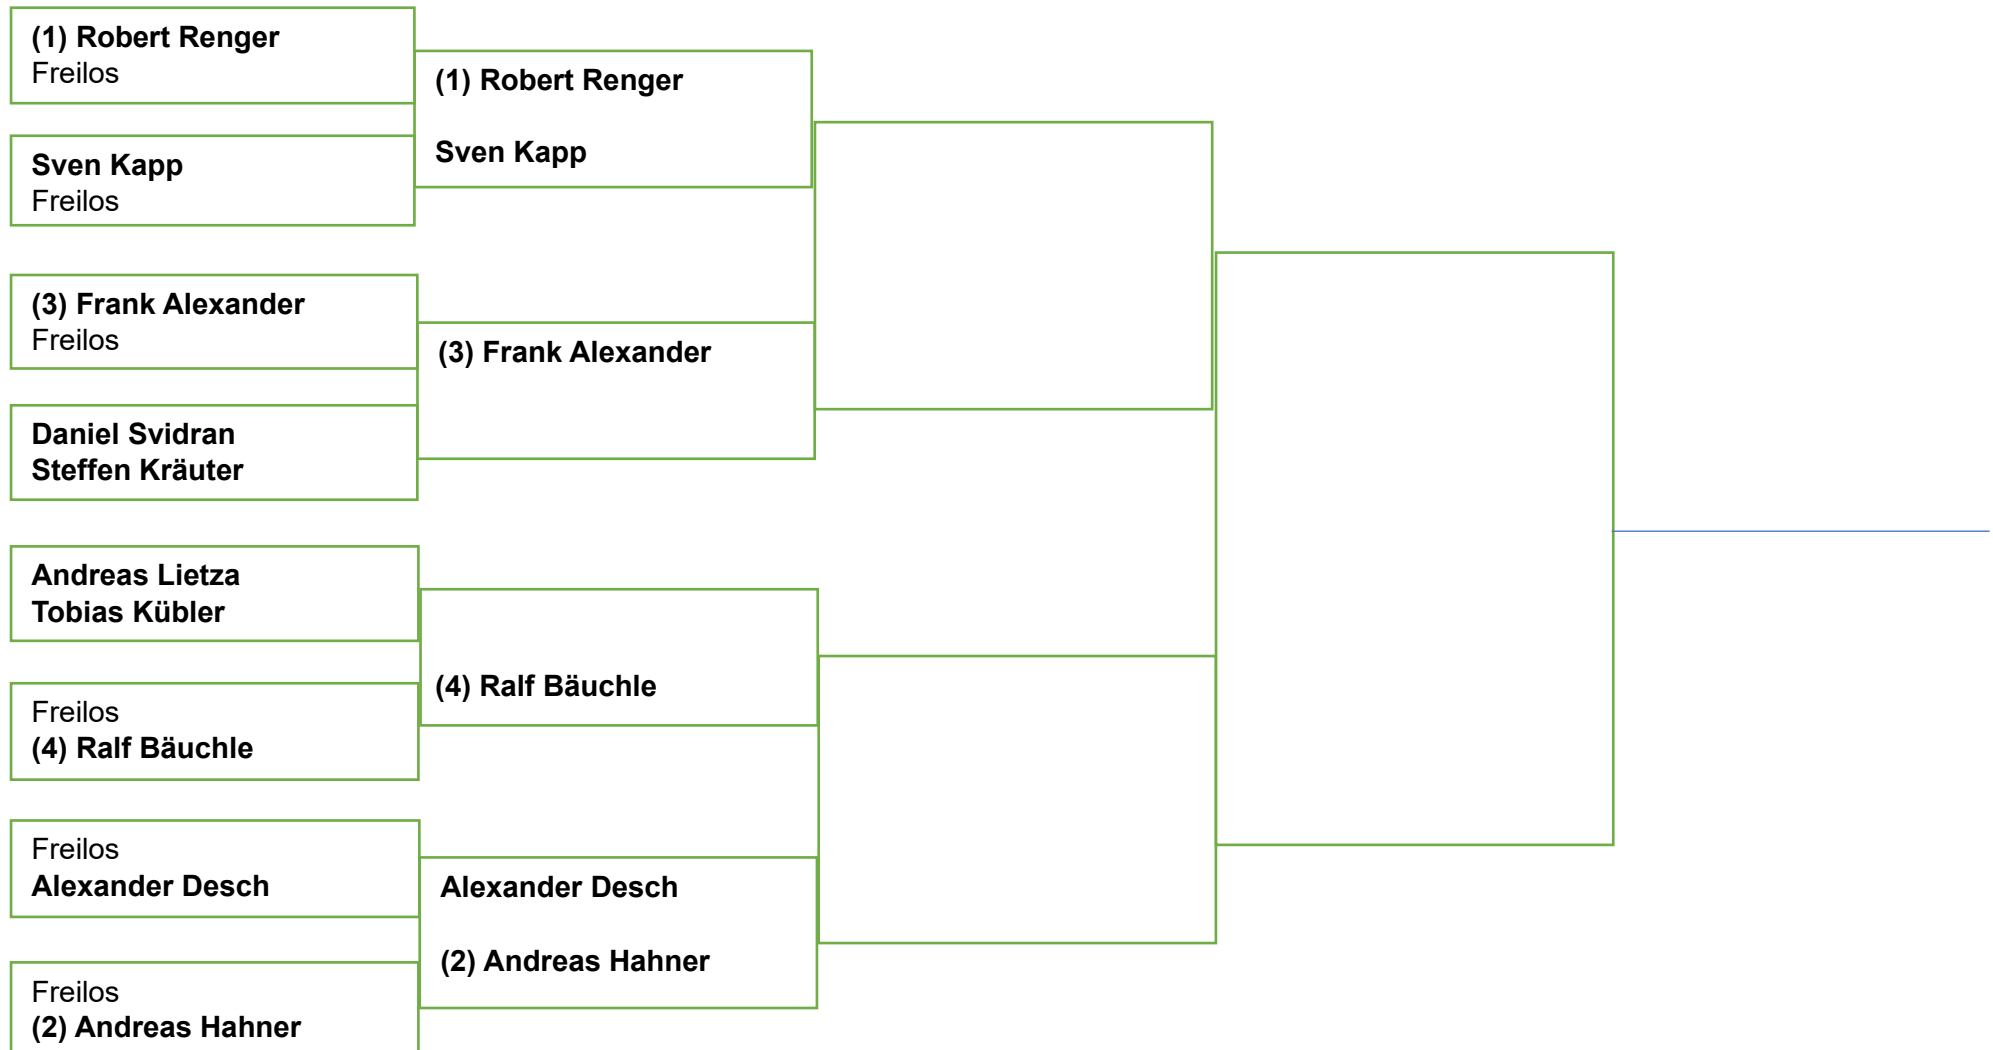 (1) Robert Renger
Freilos
Sven Kapp
Freilos
(3) Frank Alexander
Freilos
Daniel Svidran
Steffen Kräuter
Andreas Lietza
Tobias Kübler
Freilos
(4) Ralf Bäuchle
Freilos
Alexander Desch
Freilos
(2) Andreas Hahner
(1) Robert Renger
Sven Kapp
(3) Frank Alexander
(4) Ralf Bäuchle
Alexander Desch
(2) Andreas Hahner